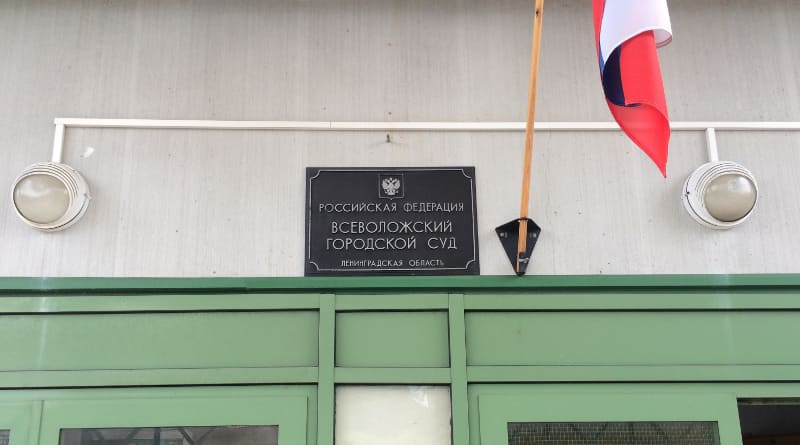 РОССИЙСКАЯ ФЕДЕРАЦИЯ
ВСЕВОЛОЖСКИЙ
ГОРОДСКОЙ СУД
ЛЕНИНГРАДСКАЯ ОБЛАСТЬ